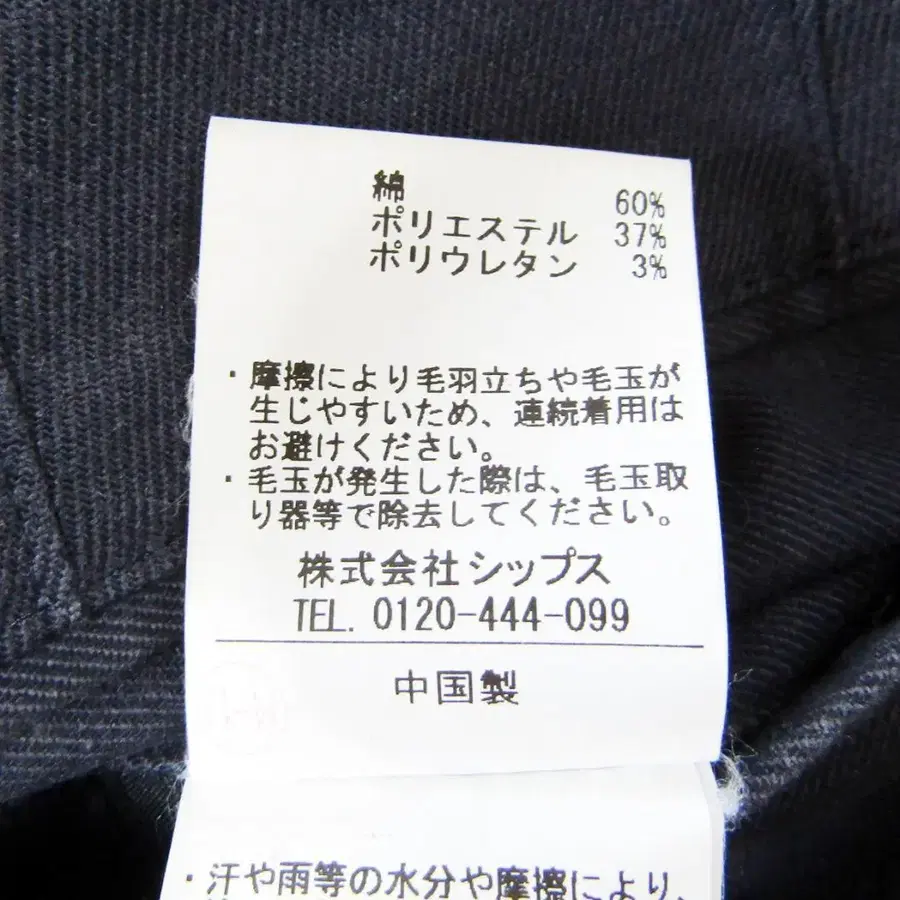 綿 60%
ポリエステル 37%
ポリウレタン 3%
・摩擦により毛羽立ちや毛玉が
生じやすいため、連続着用は
お避けください。
・毛玉が発生した際は、毛玉取
り器等で除去してください。
株式会社シップス
TEL. 0120-444-099
中国製
・汗や雨等の水分や摩擦により、